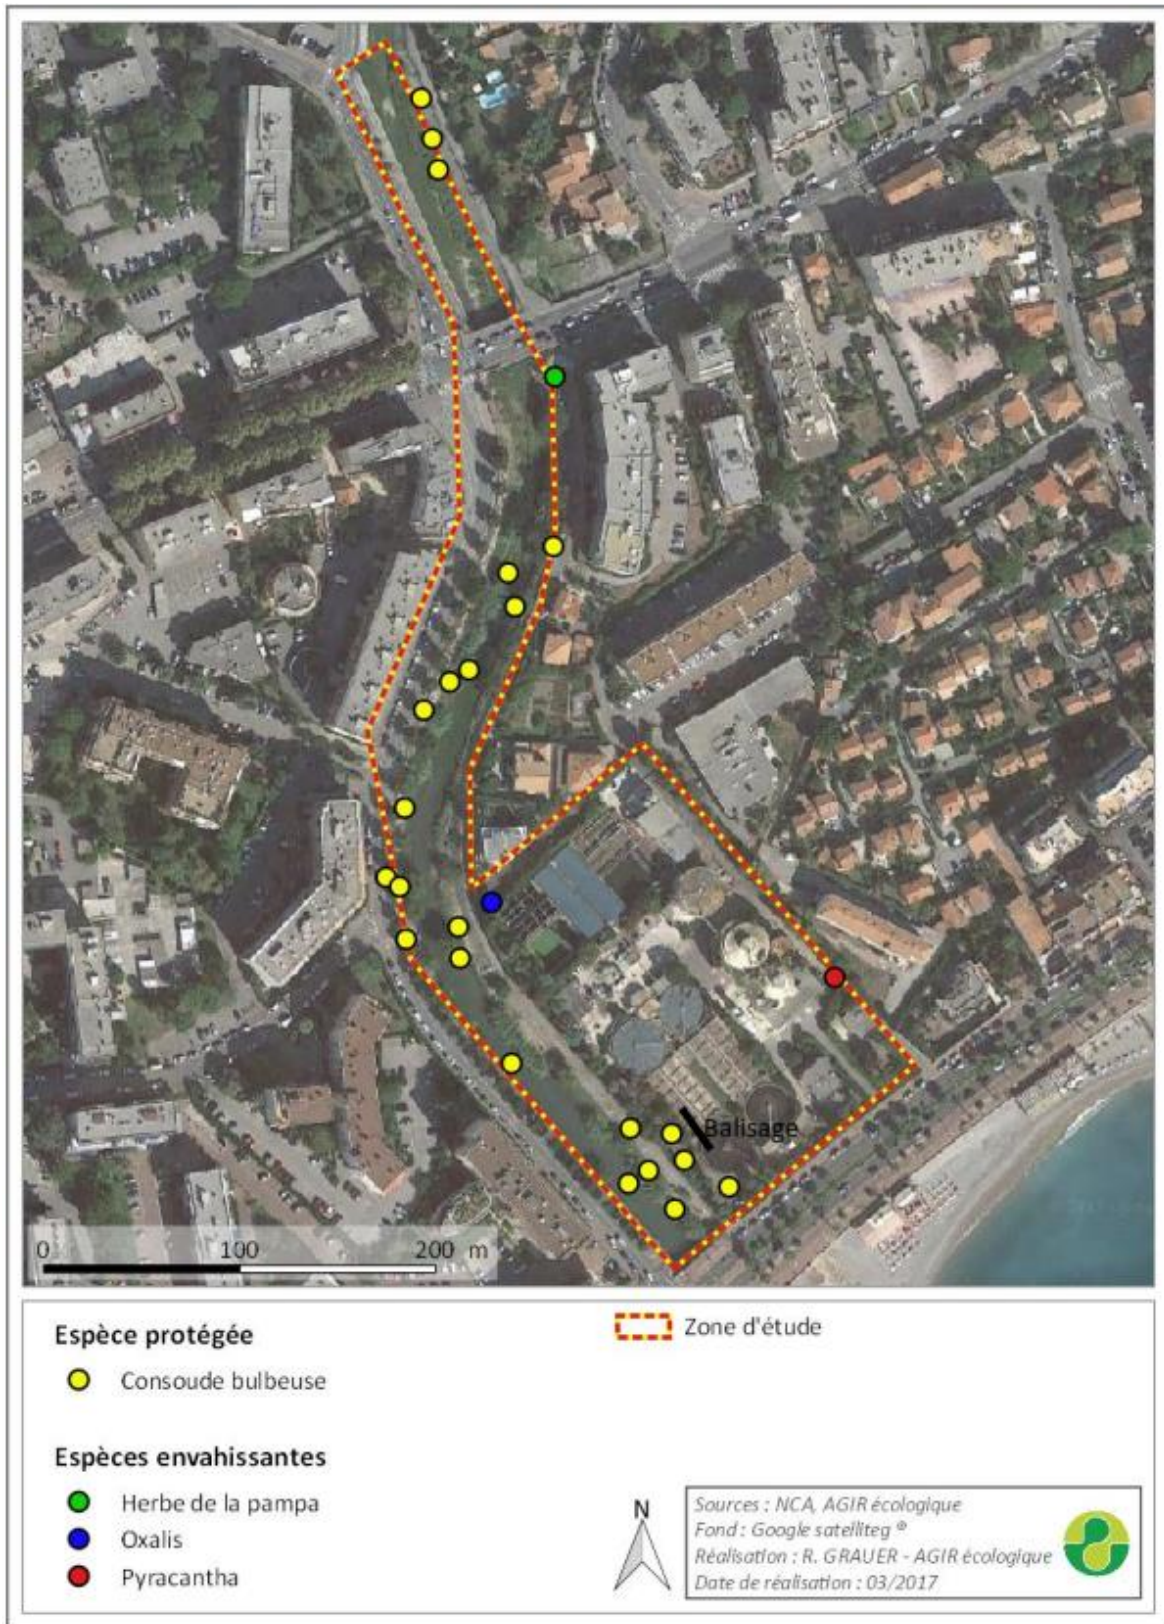 Balisage
0 100 200 m
Espèce protégée
Consoude bulbeuse
Zone d'étude
Espèces envahissantes
Herbe de la pampa
Oxalis
Pyracantha
N
Sources : NCA, AGIR écologique
Fond : Google satelliteg ®
Réalisation : R. GRAUER - AGIR écologique
Date de réalisation : 03/2017